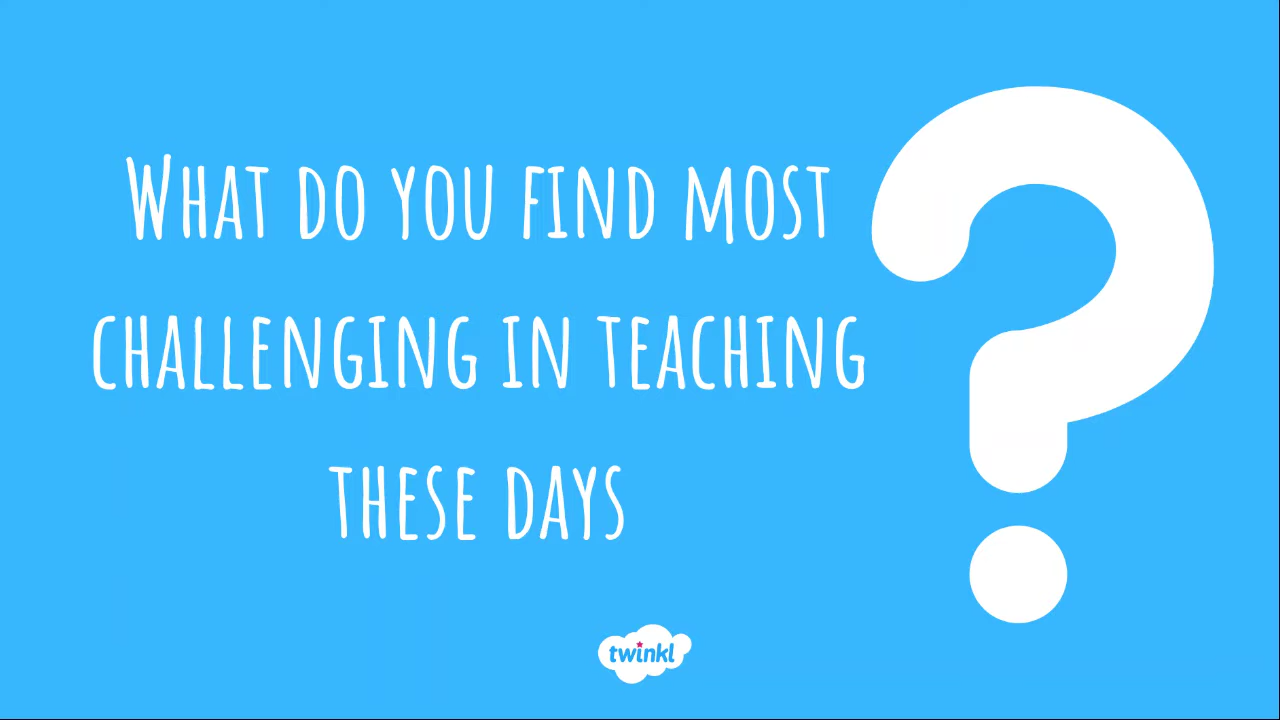 What do you find most
challenging in teaching
these days
?
twinkl